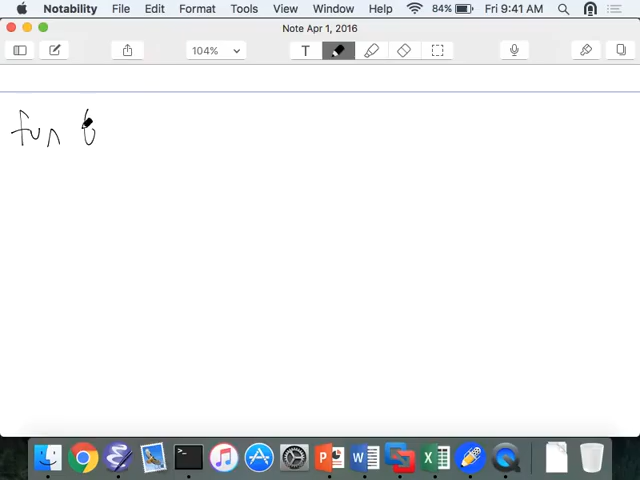 Notability File Edit Format Tools View Window Help 84% Fri 9:41 AM
Note Apr 1, 2016
104% T
fun